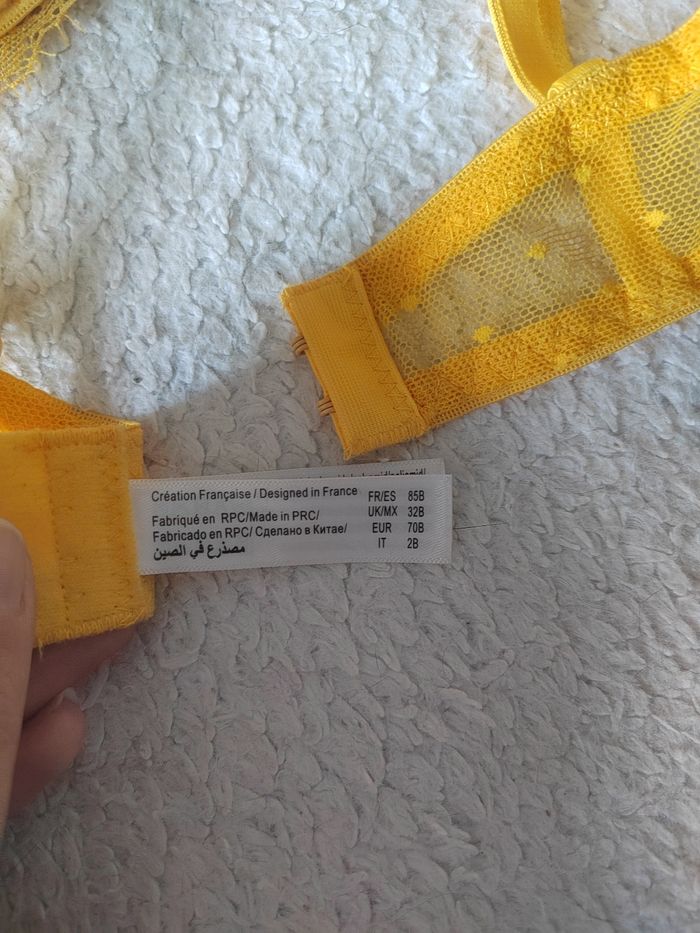 Création Française / Designed in France
Fabriqué en RPC/Made in PRC/
Fabricado en RPC/ Сделано в Китае/
مصدرع في الصين
FR/ES 85B
UK/MX 32B
EUR 70B
IT 2B